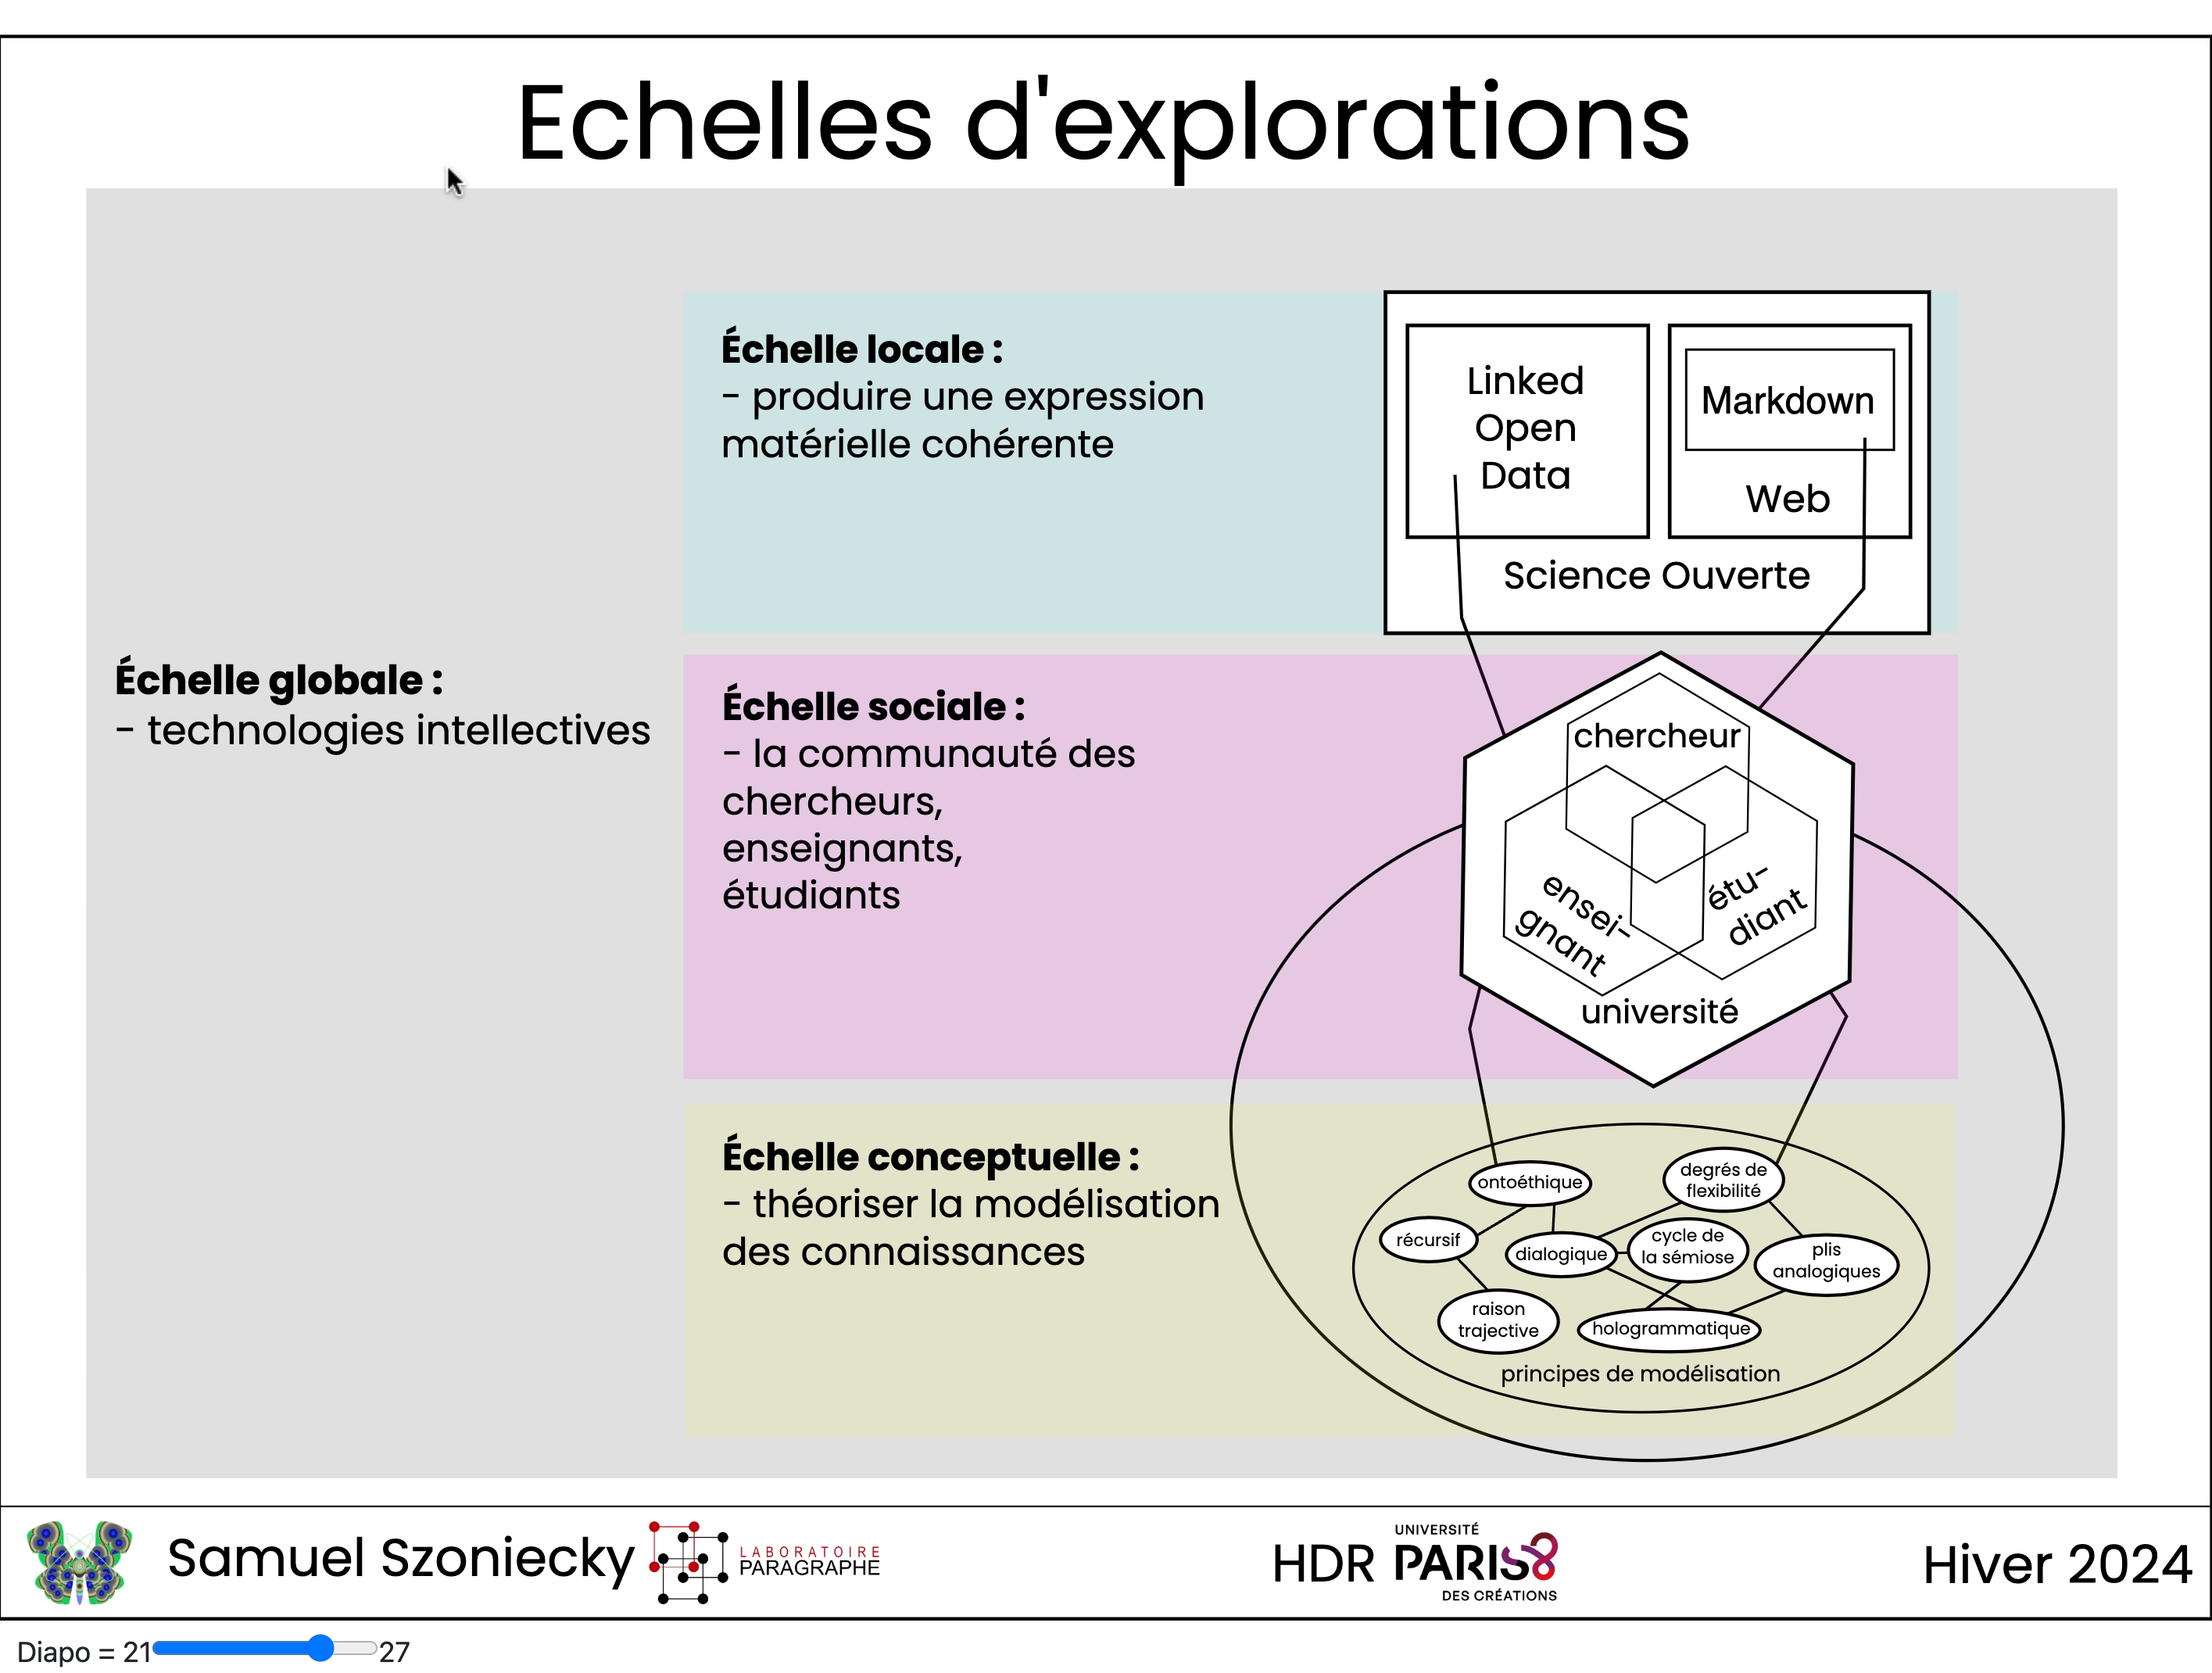 Echelles d'explorations
Échelle globale :
- technologies intellectives
Échelle locale :
- produire une expression
matérielle cohérente
Linked
Open
Data
Markdown
Web
Science Ouverte
Échelle sociale :
- la communauté des
chercheurs,
enseignants,
étudiants
chercheur
ensei-
gnant
étu-
diant
université
Échelle conceptuelle :
- théoriser la modélisation
des connaissances
ontoéthique
degrés de
flexibilité
récursif
dialogique
cycle de
la sémiose
plis
analogiques
raison
trajective
hologrammatique
principes de modélisation
Samuel Szoniecky
LABORATOIRE
PARAGRAPHE
HDR
UNIVERSITÉ
PARIS8
DES CRÉATIONS
Hiver 2024
Diapo = 21 27